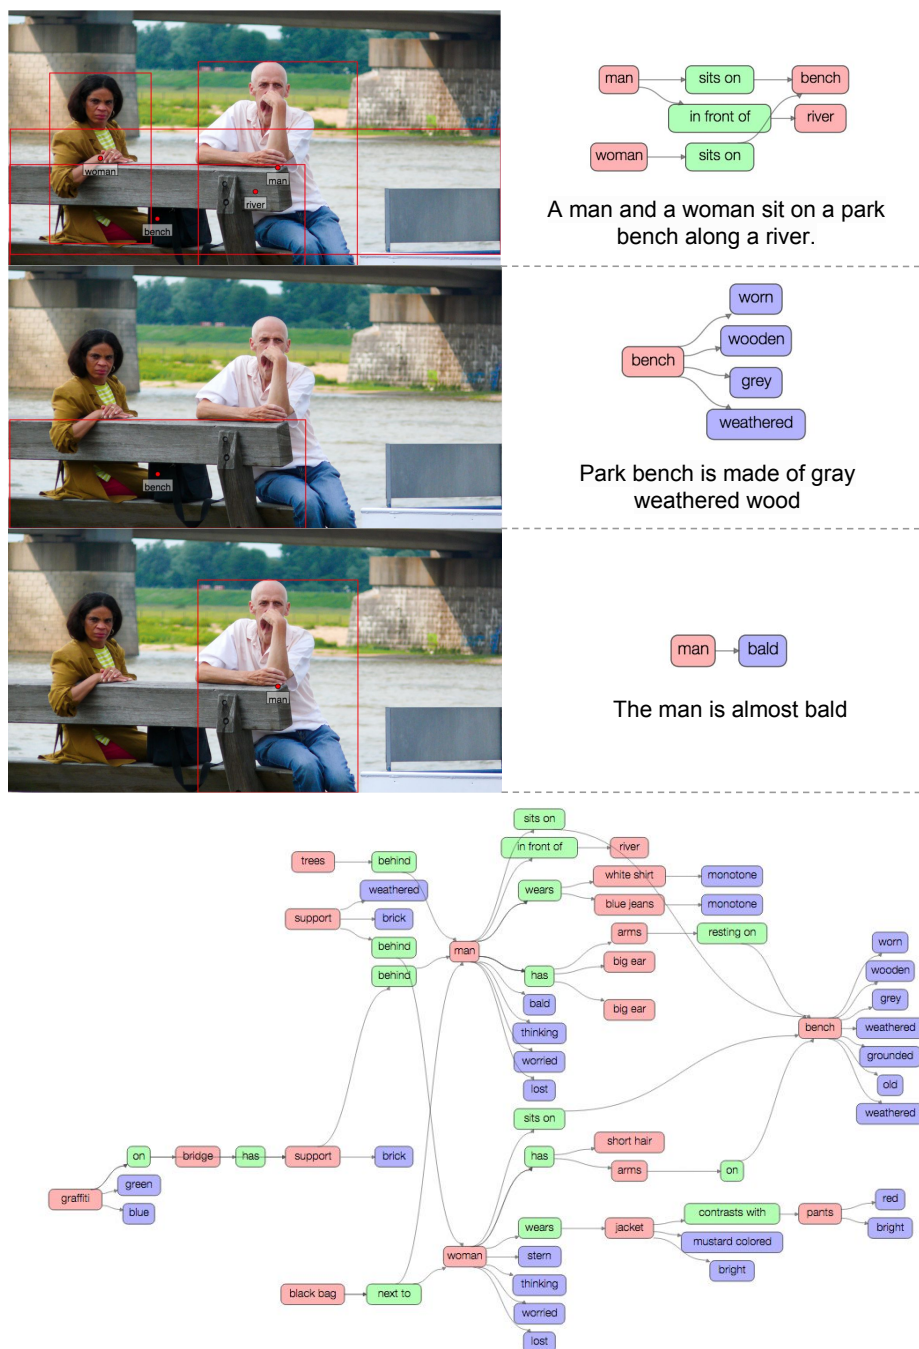 woman
man
river
bench
man
sits on
bench
in front of
river
woman
sits on
A man and a woman sit on a park
bench along a river.
bench
bench
worn
wooden
grey
weathered
Park bench is made of gray
weathered wood
man
man
bald
The man is almost bald
sits on
trees
behind
in front of
river
weathered
white shirt
monotone
support
brick
wears
blue jeans
monotone
behind
arms
resting on
man
behind
has
big ear
worn
wooden
bald
big ear
grey
thinking
bench
weathered
worried
grounded
lost
old
sits on
weathered
on
bridge
has
support
brick
has
short hair
arms
on
graffiti
green
blue
wears
jacket
contrasts with
pants
red
bright
woman
stern
mustard colored
thinking
bright
black bag
next to
worried
lost